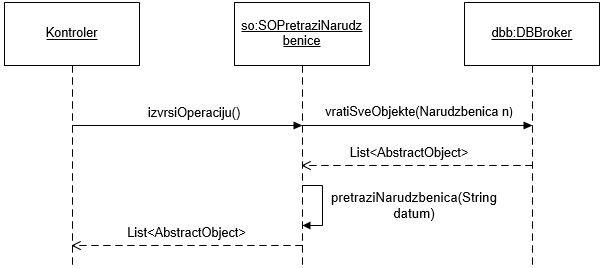 Kontroler
so:SOPretraziNarudz
benice
dbb:DBBroker
izvrsiOperaciju()
vratiSveObjekte(Narudzbenica n)
List<AbstractObject>
pretraziNarudzbenica(String
datum)
List<AbstractObject>